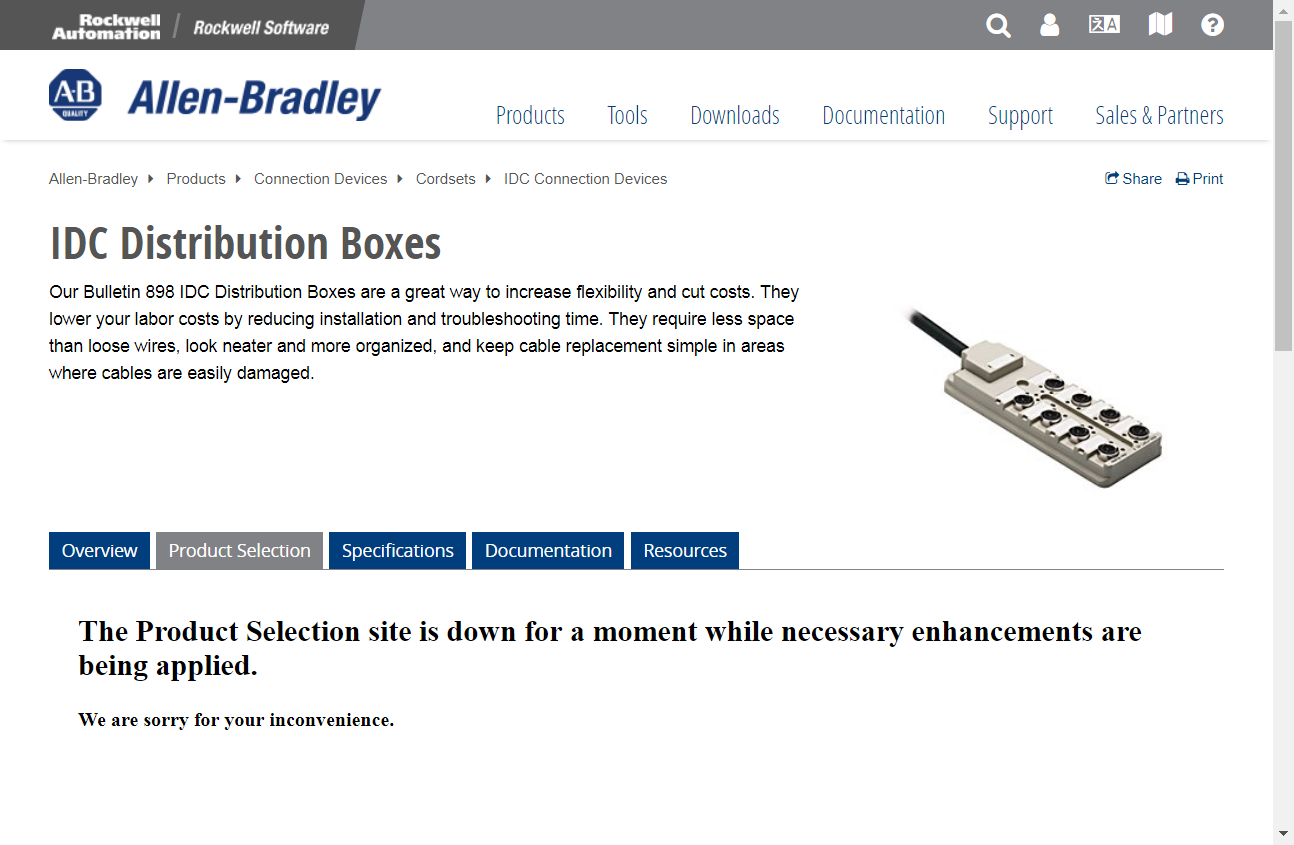 Rockwell Automation
Rockwell Software
文A
?
A·B QUALITY
Allen-Bradley
Products
Tools
Downloads
Documentation
Support
Sales & Partners
Allen-Bradley
Products
Connection Devices
Cordsets
IDC Connection Devices
Share
Print
IDC Distribution Boxes
Our Bulletin 898 IDC Distribution Boxes are a great way to increase flexibility and cut costs. They
lower your labor costs by reducing installation and troubleshooting time. They require less space
than loose wires, look neater and more organized, and keep cable replacement simple in areas
where cables are easily damaged.
Overview
Product Selection
Specifications
Documentation
Resources
The Product Selection site is down for a moment while necessary enhancements are
being applied.
We are sorry for your inconvenience.